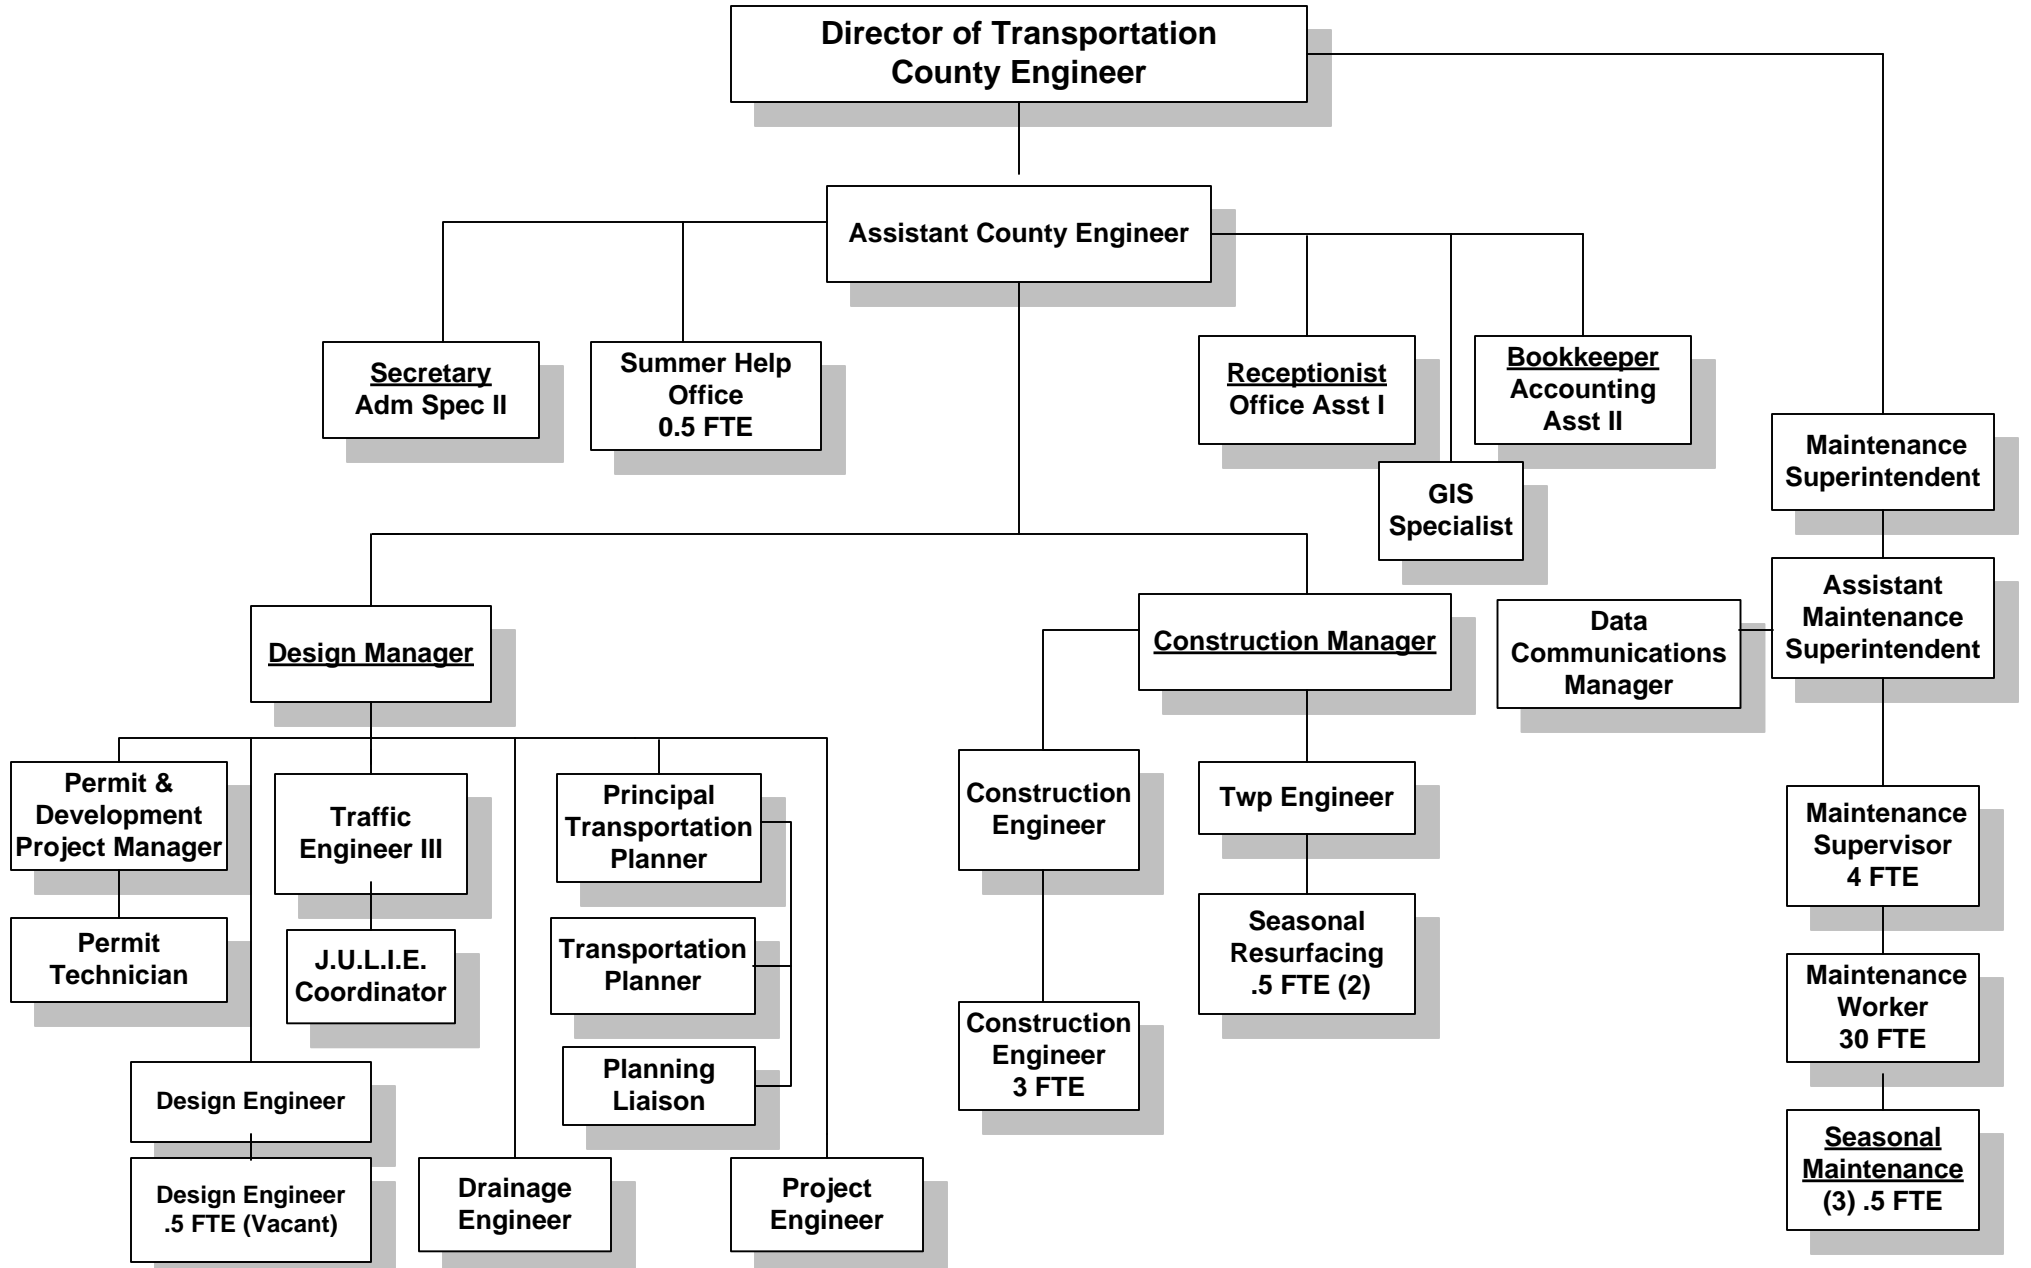 Director of Transportation
County Engineer
Assistant County Engineer
Secretary
Adm Spec II
Summer Help
Office
0.5 FTE
Receptionist
Office Asst I
Bookkeeper
Accounting
Asst II
GIS
Specialist
Maintenance
Superintendent
Assistant
Maintenance
Superintendent
Data
Communications
Manager
Design Manager
Construction Manager
Permit &
Development
Project Manager
Traffic
Engineer III
Principal
Transportation
Planner
Construction
Engineer
Twp Engineer
Maintenance
Supervisor
4 FTE
Permit
Technician
J.U.L.I.E.
Coordinator
Transportation
Planner
Seasonal
Resurfacing
.5 FTE (2)
Maintenance
Worker
30 FTE
Planning
Liaison
Construction
Engineer
3 FTE
Design Engineer
Design Engineer
.5 FTE (Vacant)
Drainage
Engineer
Project
Engineer
Seasonal
Maintenance
(3) .5 FTE